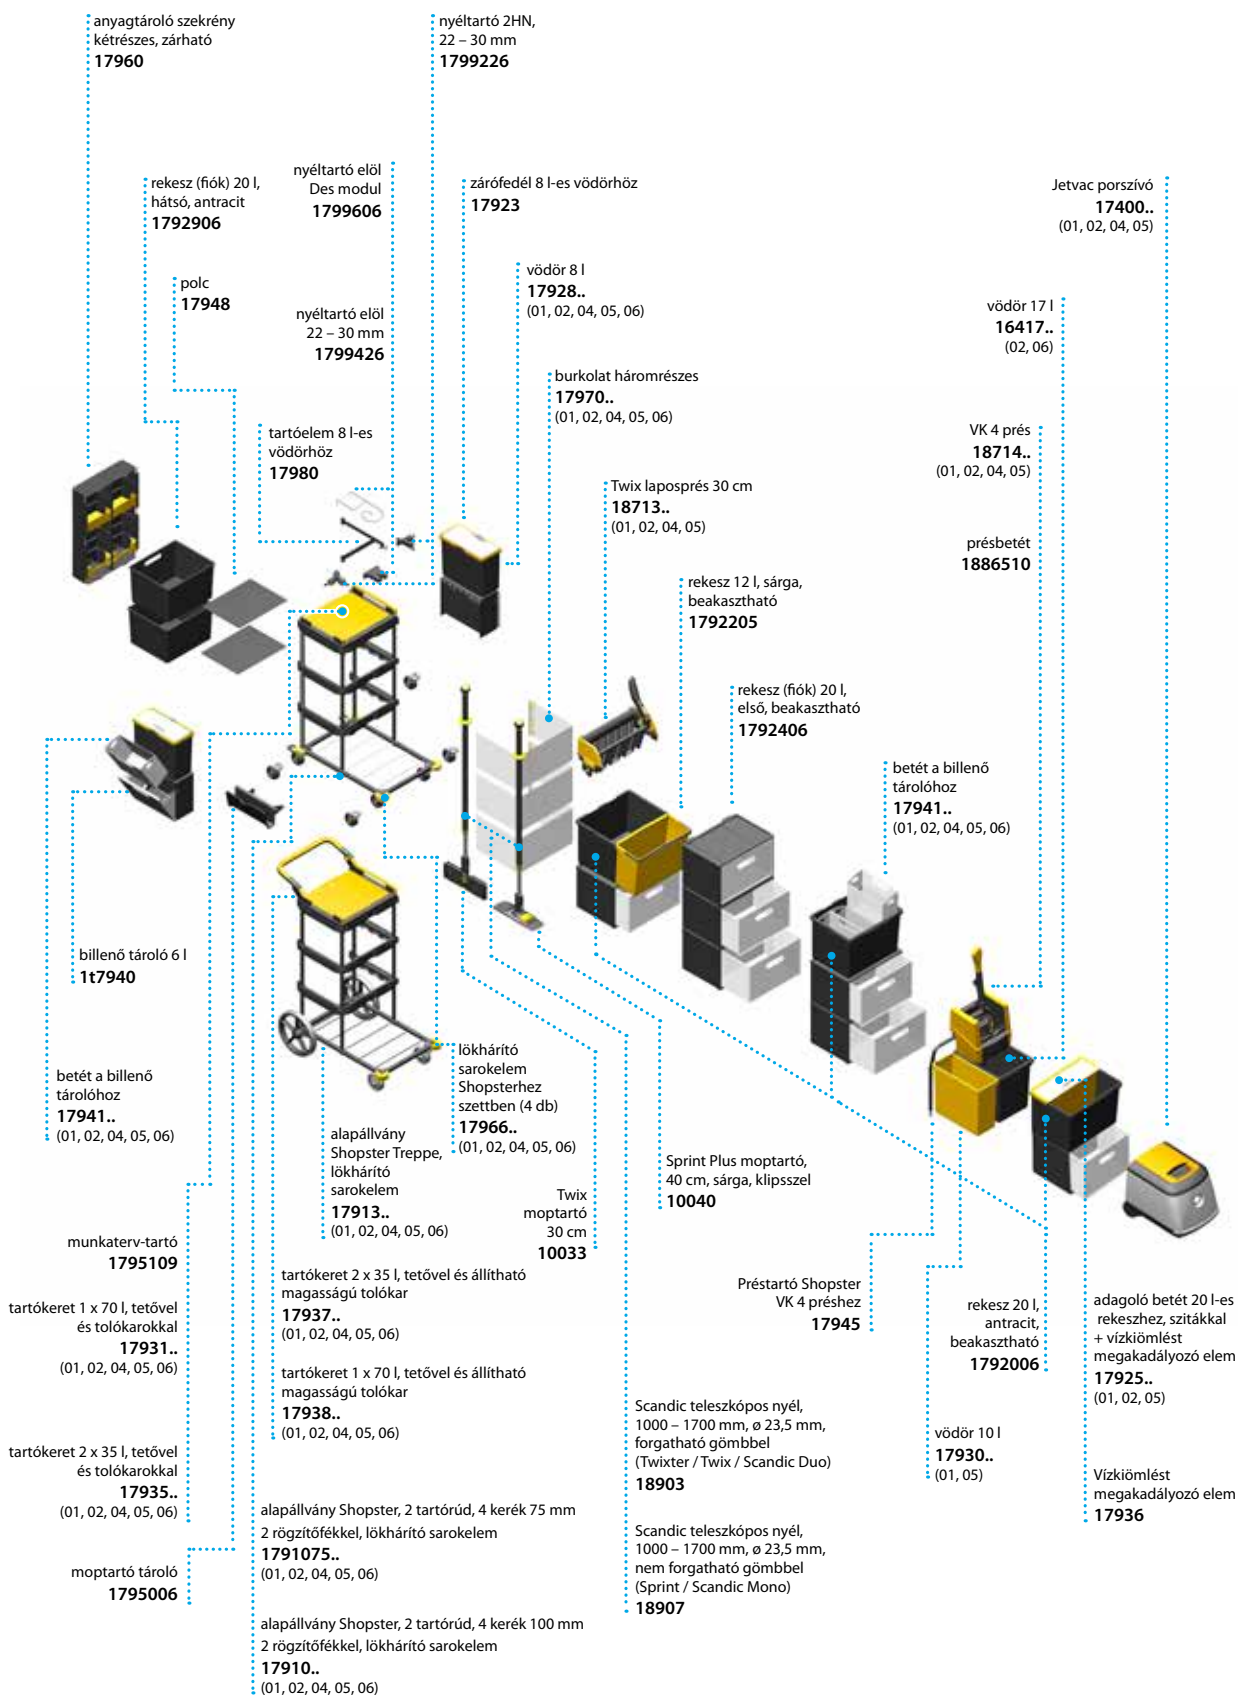 anyagtároló szekrény
kétrészes, zárható
17960
nyéltartó 2HN,
22 – 30 mm
1799226
rekesz (fiók) 20 l,
hátsó, antracit
1792906
nyéltartó elöl
Des modul
1799606
zárófedél 8 l-es vödörhöz
17923
Jetvac porszívó
17400..
(01, 02, 04, 05)
polc
17948
vödör 8 l
17928..
(01, 02, 04, 05, 06)
nyéltartó elöl
22 – 30 mm
1799426
vödör 17 l
16417..
(02, 06)
burkolat háromrészes
17970..
(01, 02, 04, 05, 06)
tartóelem 8 l-es
vödörhöz
17980
VK 4 prés
18714..
(01, 02, 04, 05)
Twix laposprés 30 cm
18713..
(01, 02, 04, 05)
présbetét
1886510
rekesz 12 l, sárga,
beakasztható
1792205
rekesz (fiók) 20 l,
első, beakasztható
1792406
betét a billenő
tárolóhoz
17941..
(01, 02, 04, 05, 06)
billenő tároló 6 l
1t7940
betét a billenő
tárolóhoz
17941..
(01, 02, 04, 05, 06)
lökhárító
sarokelem
Shopsterhez
szettben (4 db)
17966..
(01, 02, 04, 05, 06)
alapállvány
Shopster Treppe,
lökhárító
sarokelem
17913..
(01, 02, 04, 05, 06)
Sprint Plus moptartó,
40 cm, sárga, klipsszel
10040
Twix
moptartó
30 cm
10033
munkaterv-tartó
1795109
tartókeret 2 x 35 l, tetővel és állítható
magasságú tolókar
17937..
(01, 02, 04, 05, 06)
Préstartó Shopster
VK 4 préshez
17945
rekesz 20 l,
antracit,
beakasztható
1792006
adagoló betét 20 l-es
rekeszhez, szitákkal
+ vízkiömlést
megakadályozó elem
17925..
(01, 02, 05)
tartókeret 1 x 70 l, tetővel
és tolókarokkal
17931..
(01, 02, 04, 05, 06)
tartókeret 1 x 70 l, tetővel és állítható
magasságú tolókar
17938..
(01, 02, 04, 05, 06)
Scandic teleszkópos nyél,
1000 – 1700 mm, ø 23,5 mm,
forgatható gömbbel
(Twixter / Twix / Scandic Duo)
18903
vödör 10 l
17930..
(01, 05)
tartókeret 2 x 35 l, tetővel
és tolókarokkal
17935..
(01, 02, 04, 05, 06)
Vízkiömlést
megakadályozó elem
17936
alapállvány Shopster, 2 tartórúd, 4 kerék 75 mm
2 rögzítőfékkel, lökhárító sarokelem
1791075..
(01, 02, 04, 05, 06)
moptartó tároló
1795006
Scandic teleszkópos nyél,
1000 – 1700 mm, ø 23,5 mm,
nem forgatható gömbbel
(Sprint / Scandic Mono)
18907
alapállvány Shopster, 2 tartórúd, 4 kerék 100 mm
2 rögzítőfékkel, lökhárító sarokelem
17910..
(01, 02, 04, 05, 06)